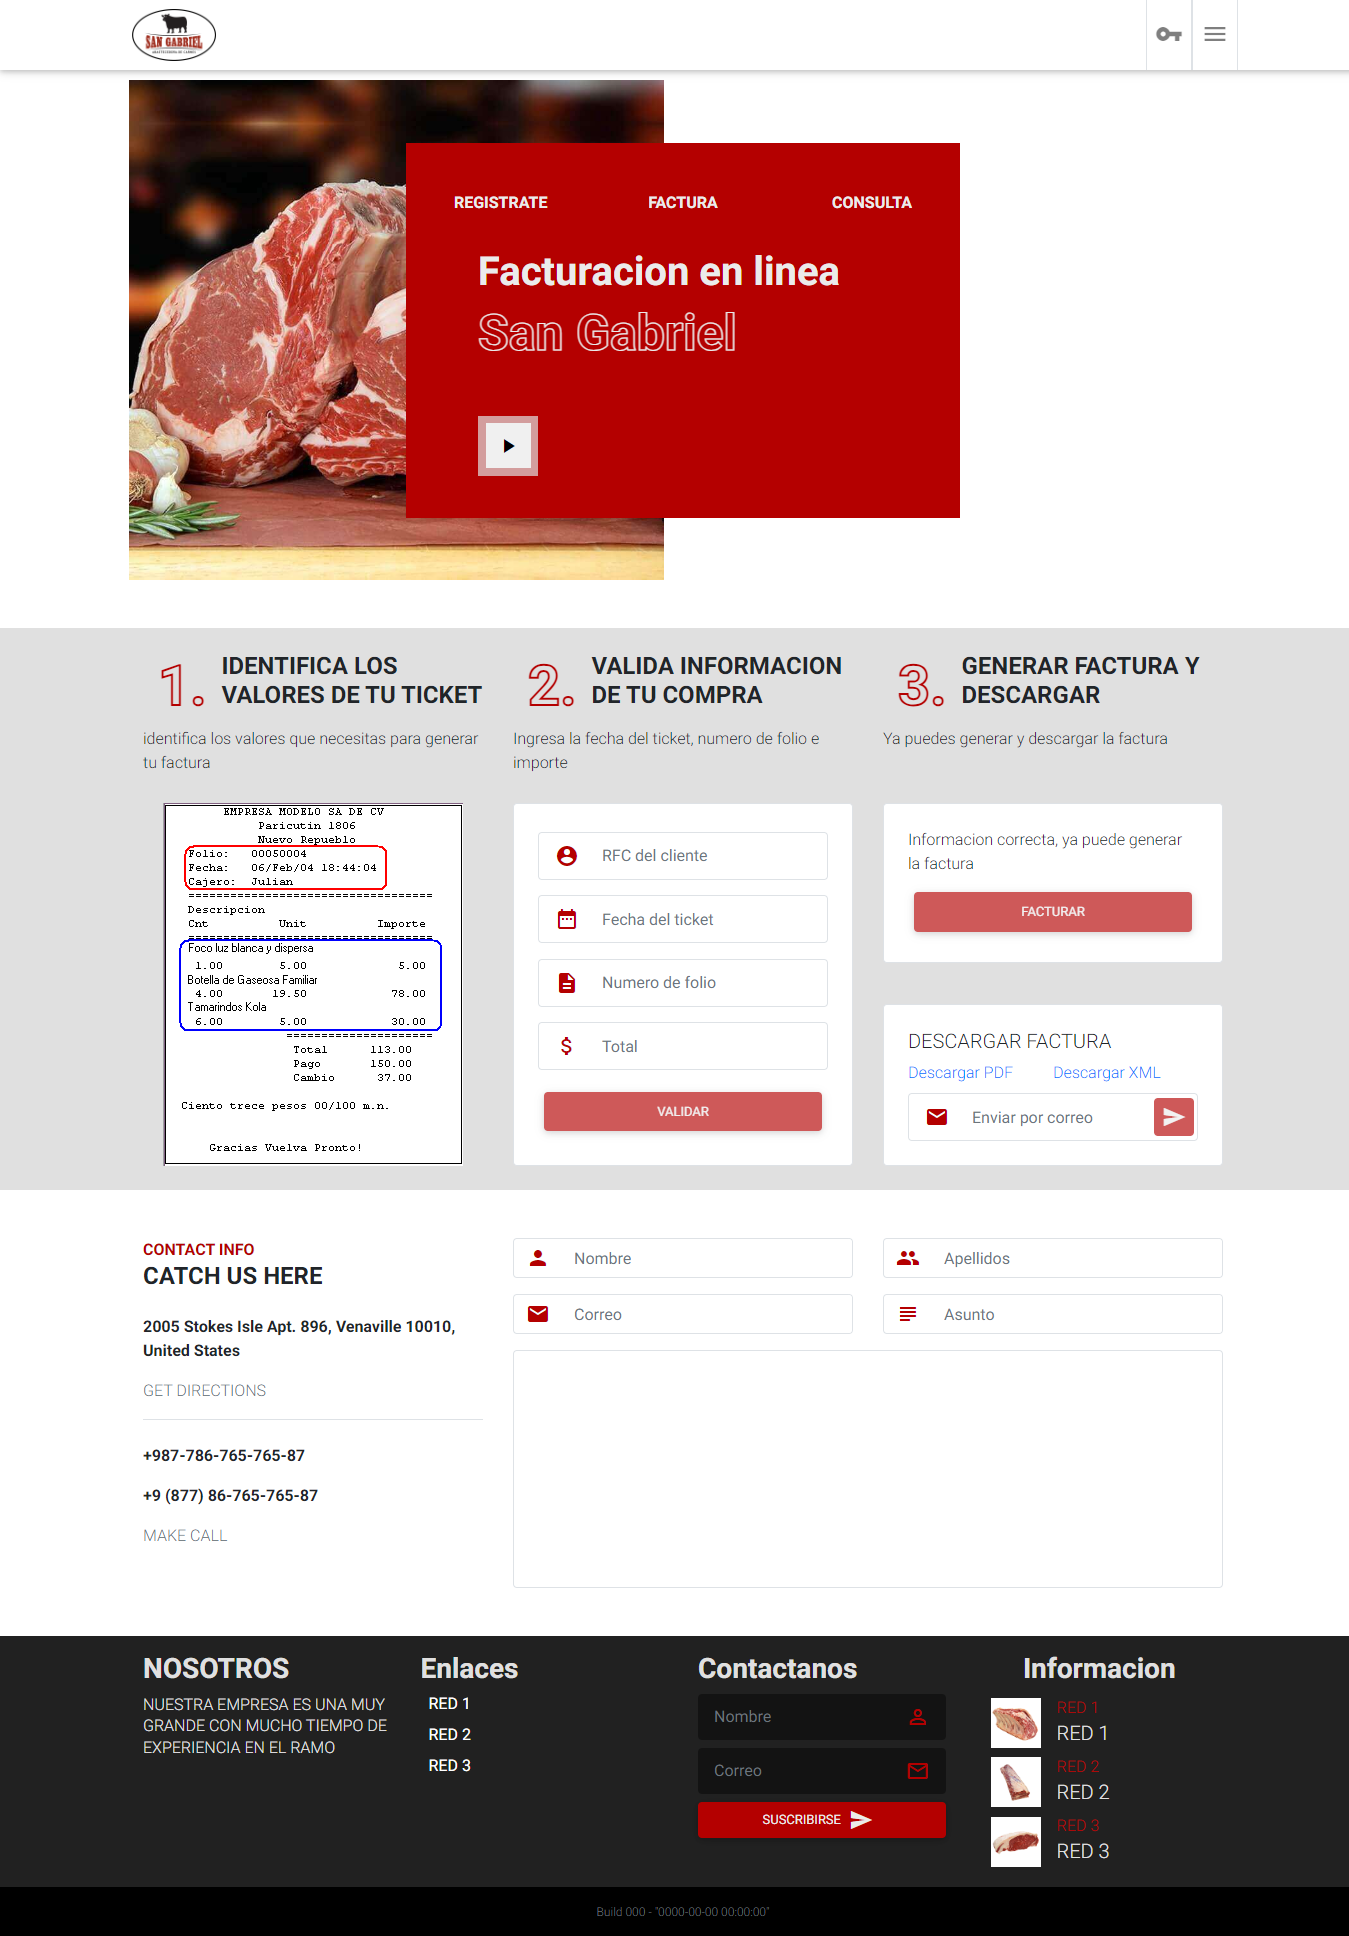 SAN GABRIEL
REGISTRATE FACTURA CONSULTA
Facturacion en linea
San Gabriel
1. IDENTIFICA LOS
VALORES DE TU TICKET
identifica los valores que necesitas para generar
tu factura
EMPRESA MODELO SA DE CV
Paricutin 1806
Nuevo Repueblo
Folio: 00050004
Fecha: 06/Feb/04 18:44:04
Cajero: Julian
===================================
Descripcion
Cnt Unit Importe
===================================
Foco luz blanca y dispersa
1.00 5.00 5.00
Botella de Gaseosa Familiar
4.00 19.50 78.00
Tamarindos Kola
6.00 5.00 30.00
=====================
Total 113.00
Pago 150.00
Cambio 37.00
Ciento trece pesos 00/100 m.n.
Gracias Vuelva Pronto!
2. VALIDA INFORMACION
DE TU COMPRA
Ingresa la fecha del ticket, numero de folio e
importe
RFC del cliente
Fecha del ticket
Numero de folio
Total
VALIDAR
3. GENERAR FACTURA Y
DESCARGAR
Ya puedes generar y descargar la factura
Informacion correcta, ya puede generar
la factura
FACTURAR
DESCARGAR FACTURA
Descargar PDF Descargar XML
Enviar por correo
CONTACT INFO
CATCH US HERE
2005 Stokes Isle Apt. 896, Venaville 10010,
United States
GET DIRECTIONS
+987-786-765-765-87
+9 (877) 86-765-765-87
MAKE CALL
Nombre
Apellidos
Correo
Asunto
NOSOTROS
NUESTRA EMPRESA ES UNA MUY
GRANDE CON MUCHO TIEMPO DE
EXPERIENCIA EN EL RAMO
Enlaces
RED 1
RED 2
RED 3
Contactanos
Nombre
Correo
SUSCRIBIRSE
Informacion
RED 1
RED 1
RED 2
RED 2
RED 3
RED 3
Build 000 - "0000-00-00 00:00:00"